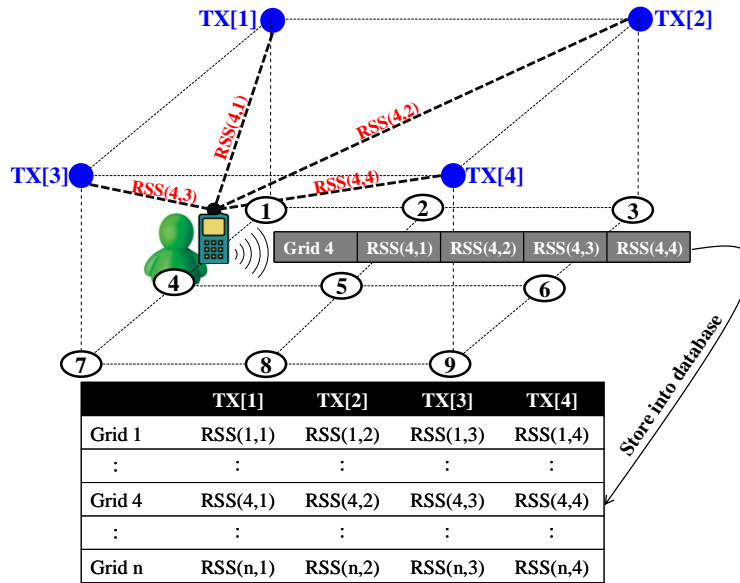 TX[1]
TX[2]
RSS(4,1)
RSS(4,2)
TX[3]
RSS(4,3)
RSS(4,4)
TX[4]
1
2
3
Grid 4 RSS(4,1) RSS(4,2) RSS(4,3) RSS(4,4)
4
5
6
7
8
9
Store into database
TX[1] TX[2] TX[3] TX[4]
Grid 1 RSS(1,1) RSS(1,2) RSS(1,3) RSS(1,4)
: : : : :
Grid 4 RSS(4,1) RSS(4,2) RSS(4,3) RSS(4,4)
: : : : :
Grid n RSS(n,1) RSS(n,2) RSS(n,3) RSS(n,4)